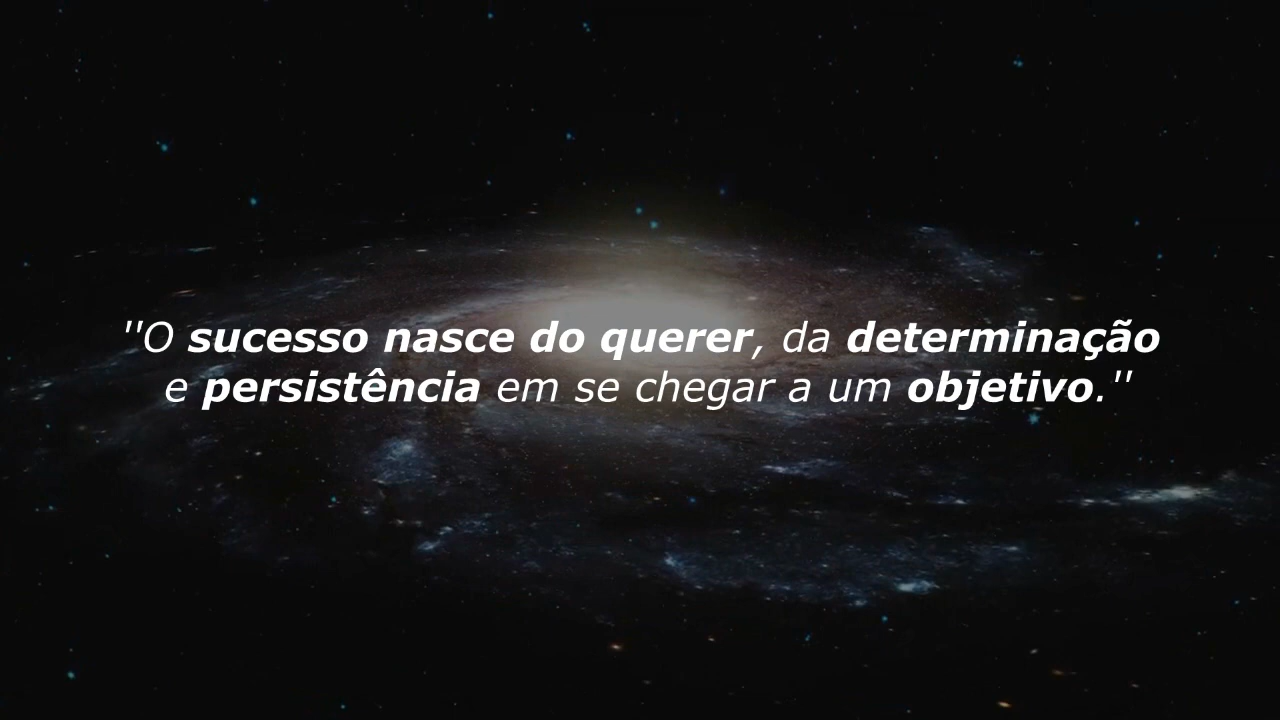 "O sucesso nasce do querer, da determinação
e persistência em se chegar a um objetivo."